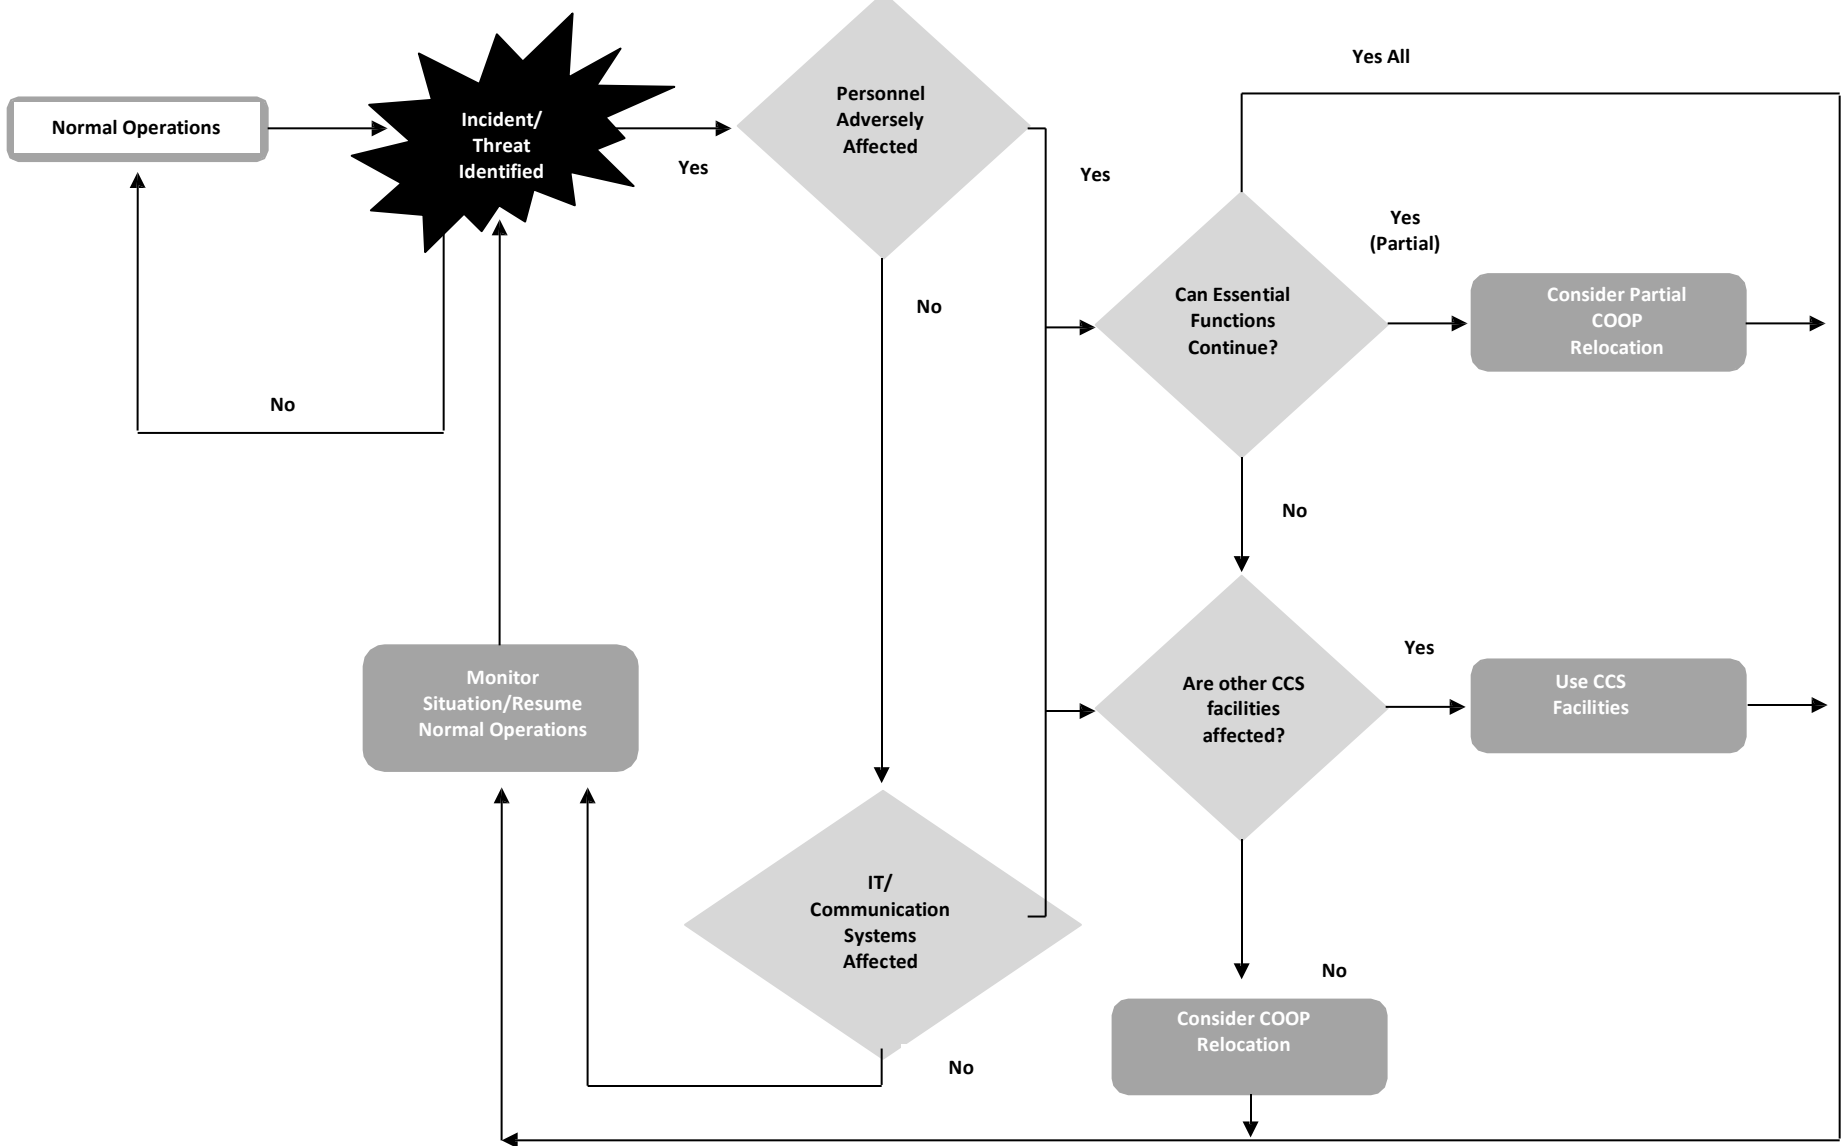 Yes All
Normal Operations
Incident/
Threat
Identified
Yes
Personnel
Adversely
Affected
Yes
No
No
Can Essential
Functions
Continue?
Yes
(Partial)
Consider Partial
COOP
Relocation
No
Monitor
Situation/Resume
Normal Operations
Are other CCS
facilities
affected?
Yes
Use CCS
Facilities
IT/
Communication
Systems
Affected
No
No
Consider COOP
Relocation